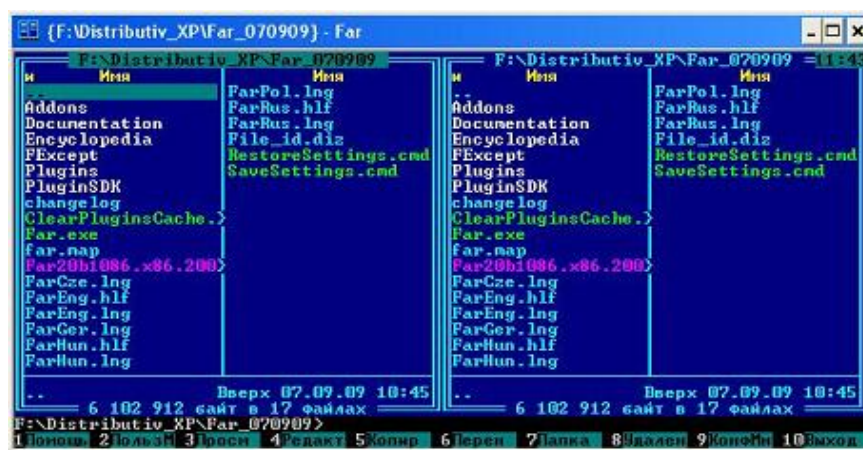 {F:\Distributiv_XP\Far_070909} - Far
F:\Distributiv_XP\Far_070909
и Имя Имя
..
Addons
Documentation
Encyclopedia
FExcept
Plugins
PluginSDK
changelog
ClearPluginsCache.}
Far.exe
far.map
Far20b1086.x86.200}
FarCze.lng
FarEng.hlf
FarEng.lng
FarGer.lng
FarHun.hlf
FarHun.lng
FarPol.lng
FarRus.hlf
FarRus.lng
File_id.diz
RestoreSettings.cmd
SaveSettings.cmd
.. Вверх 07.09.09 10:45
6 102 912 байт в 17 файлах
F:\Distributiv_XP\Far_070909 11:43
и Имя Имя
..
Addons
Documentation
Encyclopedia
FExcept
Plugins
PluginSDK
changelog
ClearPluginsCache.}
Far.exe
far.map
Far20b1086.x86.200}
FarCze.lng
FarEng.hlf
FarEng.lng
FarGer.lng
FarHun.hlf
FarHun.lng
FarPol.lng
FarRus.hlf
FarRus.lng
File_id.diz
RestoreSettings.cmd
SaveSettings.cmd
.. Вверх 07.09.09 10:45
6 102 912 байт в 17 файлах
F:\Distributiv_XP\Far_070909>
1Помощь 2ПользМ 3Просм 4Редакт 5Копир 6Перен 7Папка 8Удален 9КонфМн 10Выход